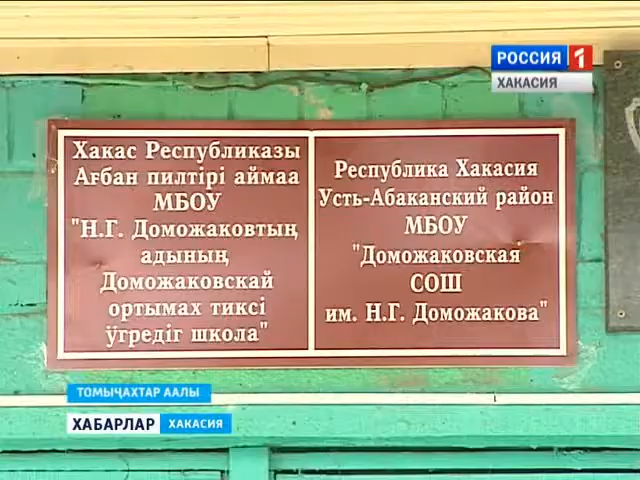 РОССИЯ 1
ХАКАСИЯ
Хакас Республиказы
Ағбан пилтірі аймаа
МБОУ
"Н.Г. Доможаковтың
адының
Доможаковскай
ортымах тиксі
ӱгредіг школа"
Республика Хакасия
Усть-Абаканский район
МБОУ
"Доможаковская
СОШ
им. Н.Г. Доможакова"
ТОМЫҶАХТАР ААЛЫ
ХАБАРЛАР ХАКАСИЯ